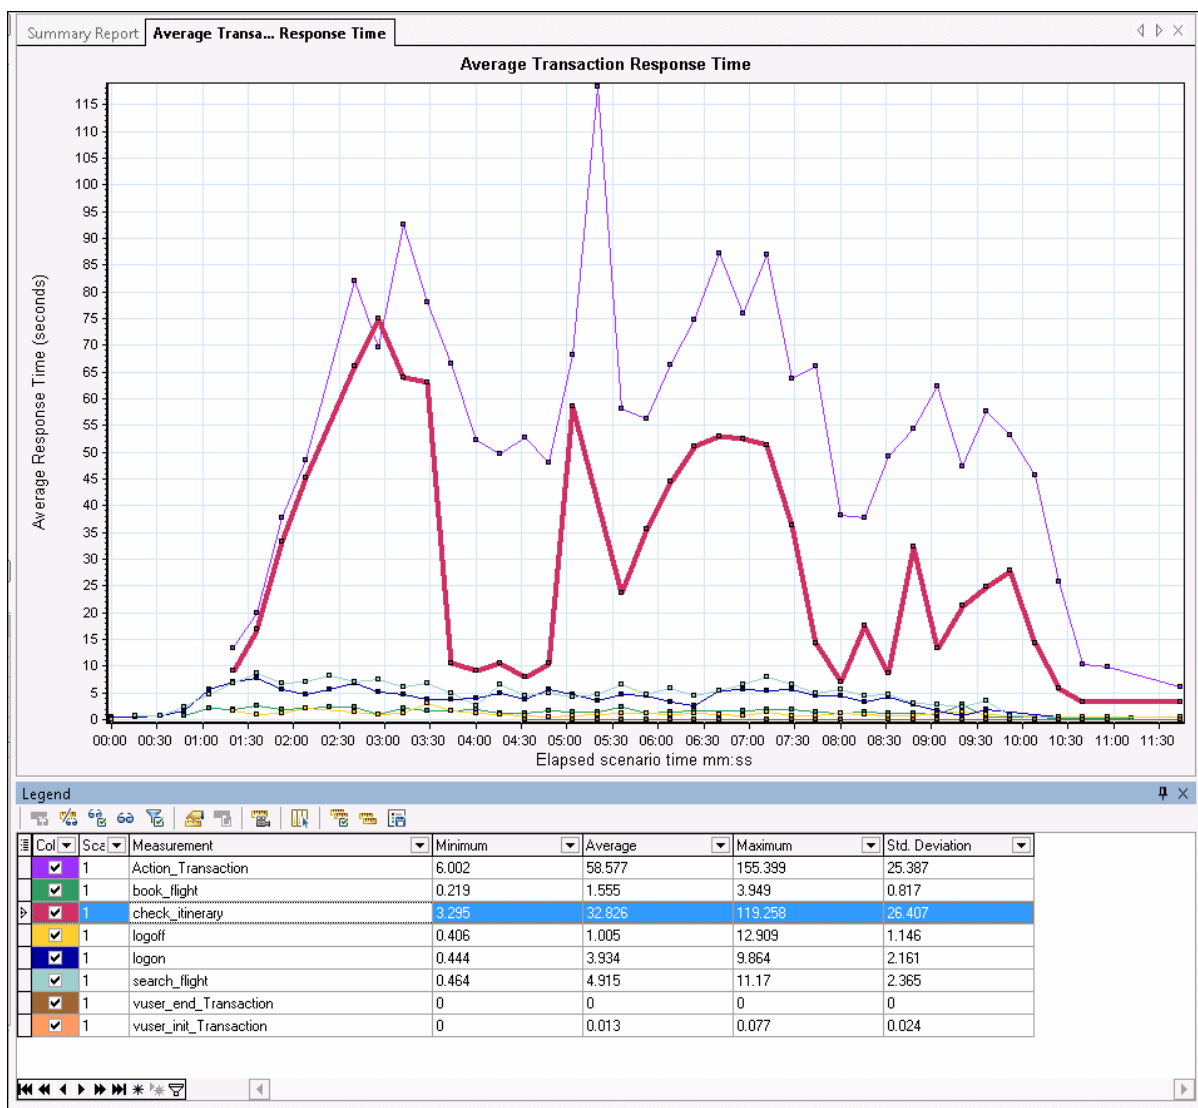 Summary Report Average Transa... Response Time
Average Transaction Response Time
Average Response Time (seconds)
115
110
105
100
95
90
85
80
75
70
65
60
55
50
45
40
35
30
25
20
15
10
5
0
00:00 00:30 01:00 01:30 02:00 02:30 03:00 03:30 04:00 04:30 05:00 05:30 06:00 06:30 07:00 07:30 08:00 08:30 09:00 09:30 10:00 10:30 11:00 11:30
Elapsed scenario time mm:ss
Legend
Col Sca Measurement Minimum Average Maximum Std. Deviation
1 Action_Transaction 6.002 58.577 155.399 25.387
1 book_flight 0.219 1.555 3.949 0.817
1 check_itinerary 3.295 32.826 119.258 26.407
1 logoff 0.406 1.005 12.909 1.146
1 logon 0.444 3.934 9.864 2.161
1 search_flight 0.464 4.915 11.17 2.365
1 vuser_end_Transaction 0 0 0 0
1 vuser_init_Transaction 0 0.013 0.077 0.024